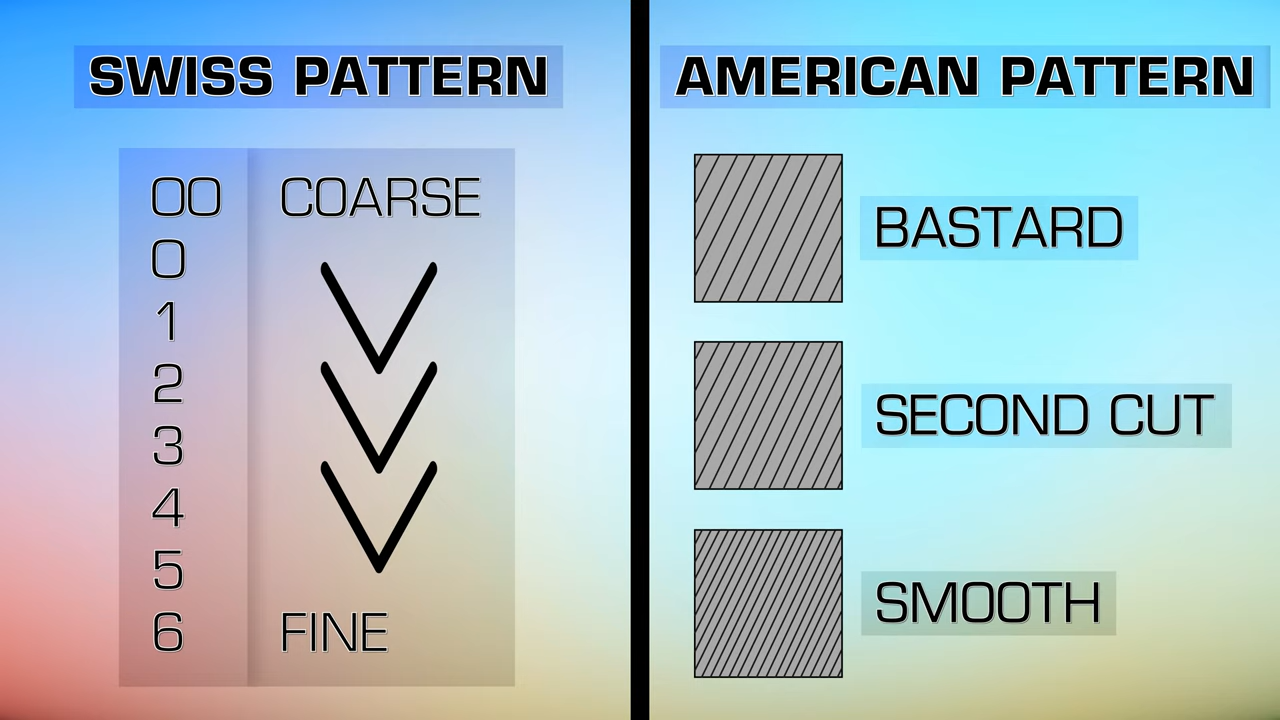 SWISS PATTERN
00 COARSE
0
1
2
3
4
5
6 FINE
AMERICAN PATTERN
BASTARD
SECOND CUT
SMOOTH